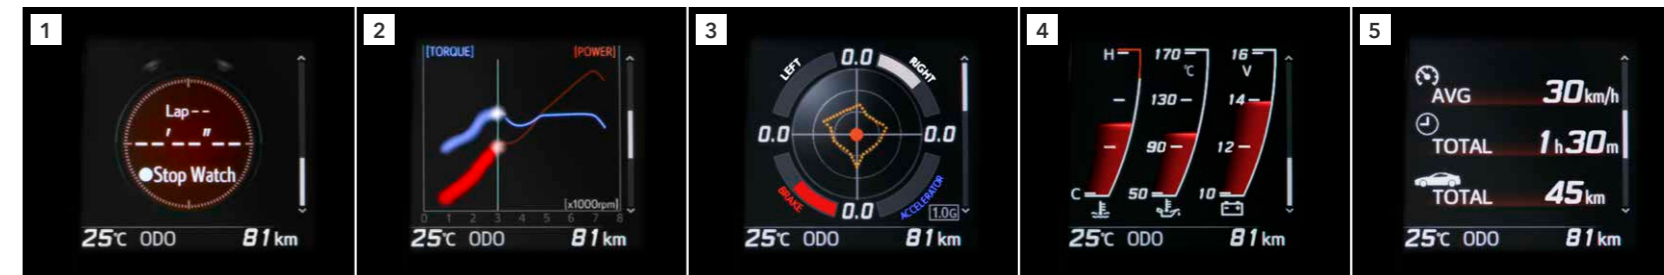 1
Lap--
--'--"--
●Stop Watch
25℃ ODO 81km
2
[TORQUE] [POWER]
[x1000rpm]
0 1 2 3 4 5 6 7 8
25℃ ODO 81km
3
0.0
LEFT RIGHT
0.0 0.0
BRAKE ACCELERATOR
0.0 1.0G
25℃ ODO 81km
4
H 170 16
℃ V
130 14
90 12
C 50 10
25℃ ODO 81km
5
AVG 30km/h
TOTAL 1h30m
TOTAL 45km
25℃ ODO 81km